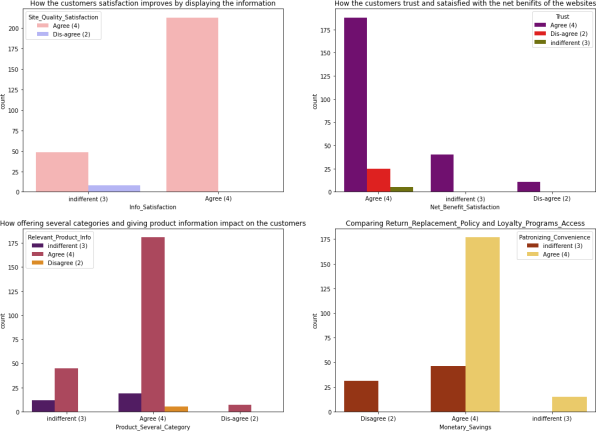 How the customers satisfaction improves by displaying the information
Site_Quality_Satisfaction
Agree (4)
Dis-agree (2)
200
175
150
125
100
75
50
25
0
count
indifferent (3)
Agree (4)
Info_Satisfaction
How the customers trust and sataisfied with the net benifits of the websites
Trust
Agree (4)
Dis-agree (2)
indifferent (3)
175
150
125
100
75
50
25
0
count
Agree (4)
indifferent (3)
Dis-agree (2)
Net_Benefit_Satisfaction
How offering several categories and giving product information impact on the customers
Relevant_Product_Info
indifferent (3)
Agree (4)
Disagree (2)
175
150
125
100
75
50
25
0
count
indifferent (3)
Agree (4)
Dis-agree (2)
Product_Several_Category
Comparing Return_Replacement_Policy and Loyalty_Programs_Access
Patronizing_Convenience
indifferent (3)
Agree (4)
175
150
125
100
75
50
25
0
count
Disagree (2)
Agree (4)
indifferent (3)
Monetary_Savings